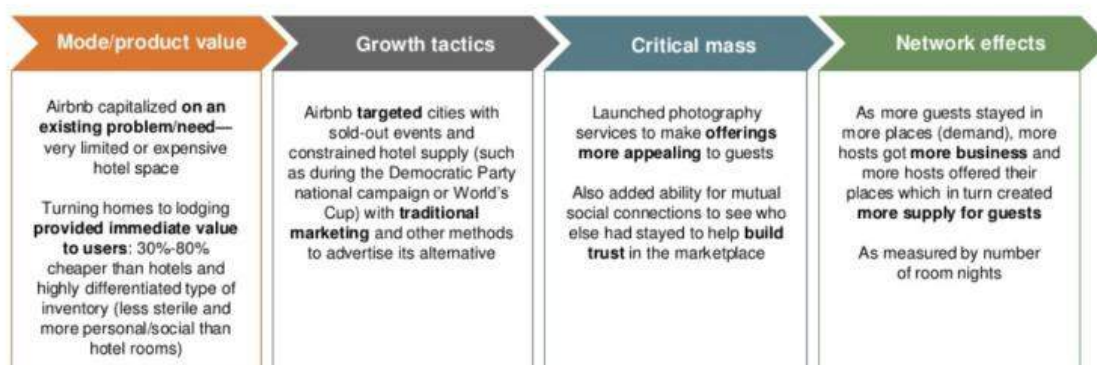 Mode/product value
Airbnb capitalized on an
existing problem/need—
very limited or expensive
hotel space
Turning homes to lodging
provided immediate value
to users: 30%-80%
cheaper than hotels and
highly differentiated type of
inventory (less sterile and
more personal/social than
hotel rooms)
Growth tactics
Airbnb targeted cities with
sold-out events and
constrained hotel supply (such
as during the Democratic Party
national campaign or World's
Cup) with traditional
marketing and other methods
to advertise its alternative
Critical mass
Launched photography
services to make offerings
more appealing to guests
Also added ability for mutual
social connections to see who
else had stayed to help build
trust in the marketplace
Network effects
As more guests stayed in
more places (demand), more
hosts got more business and
more hosts offered their
places which in turn created
more supply for guests
As measured by number
of room nights